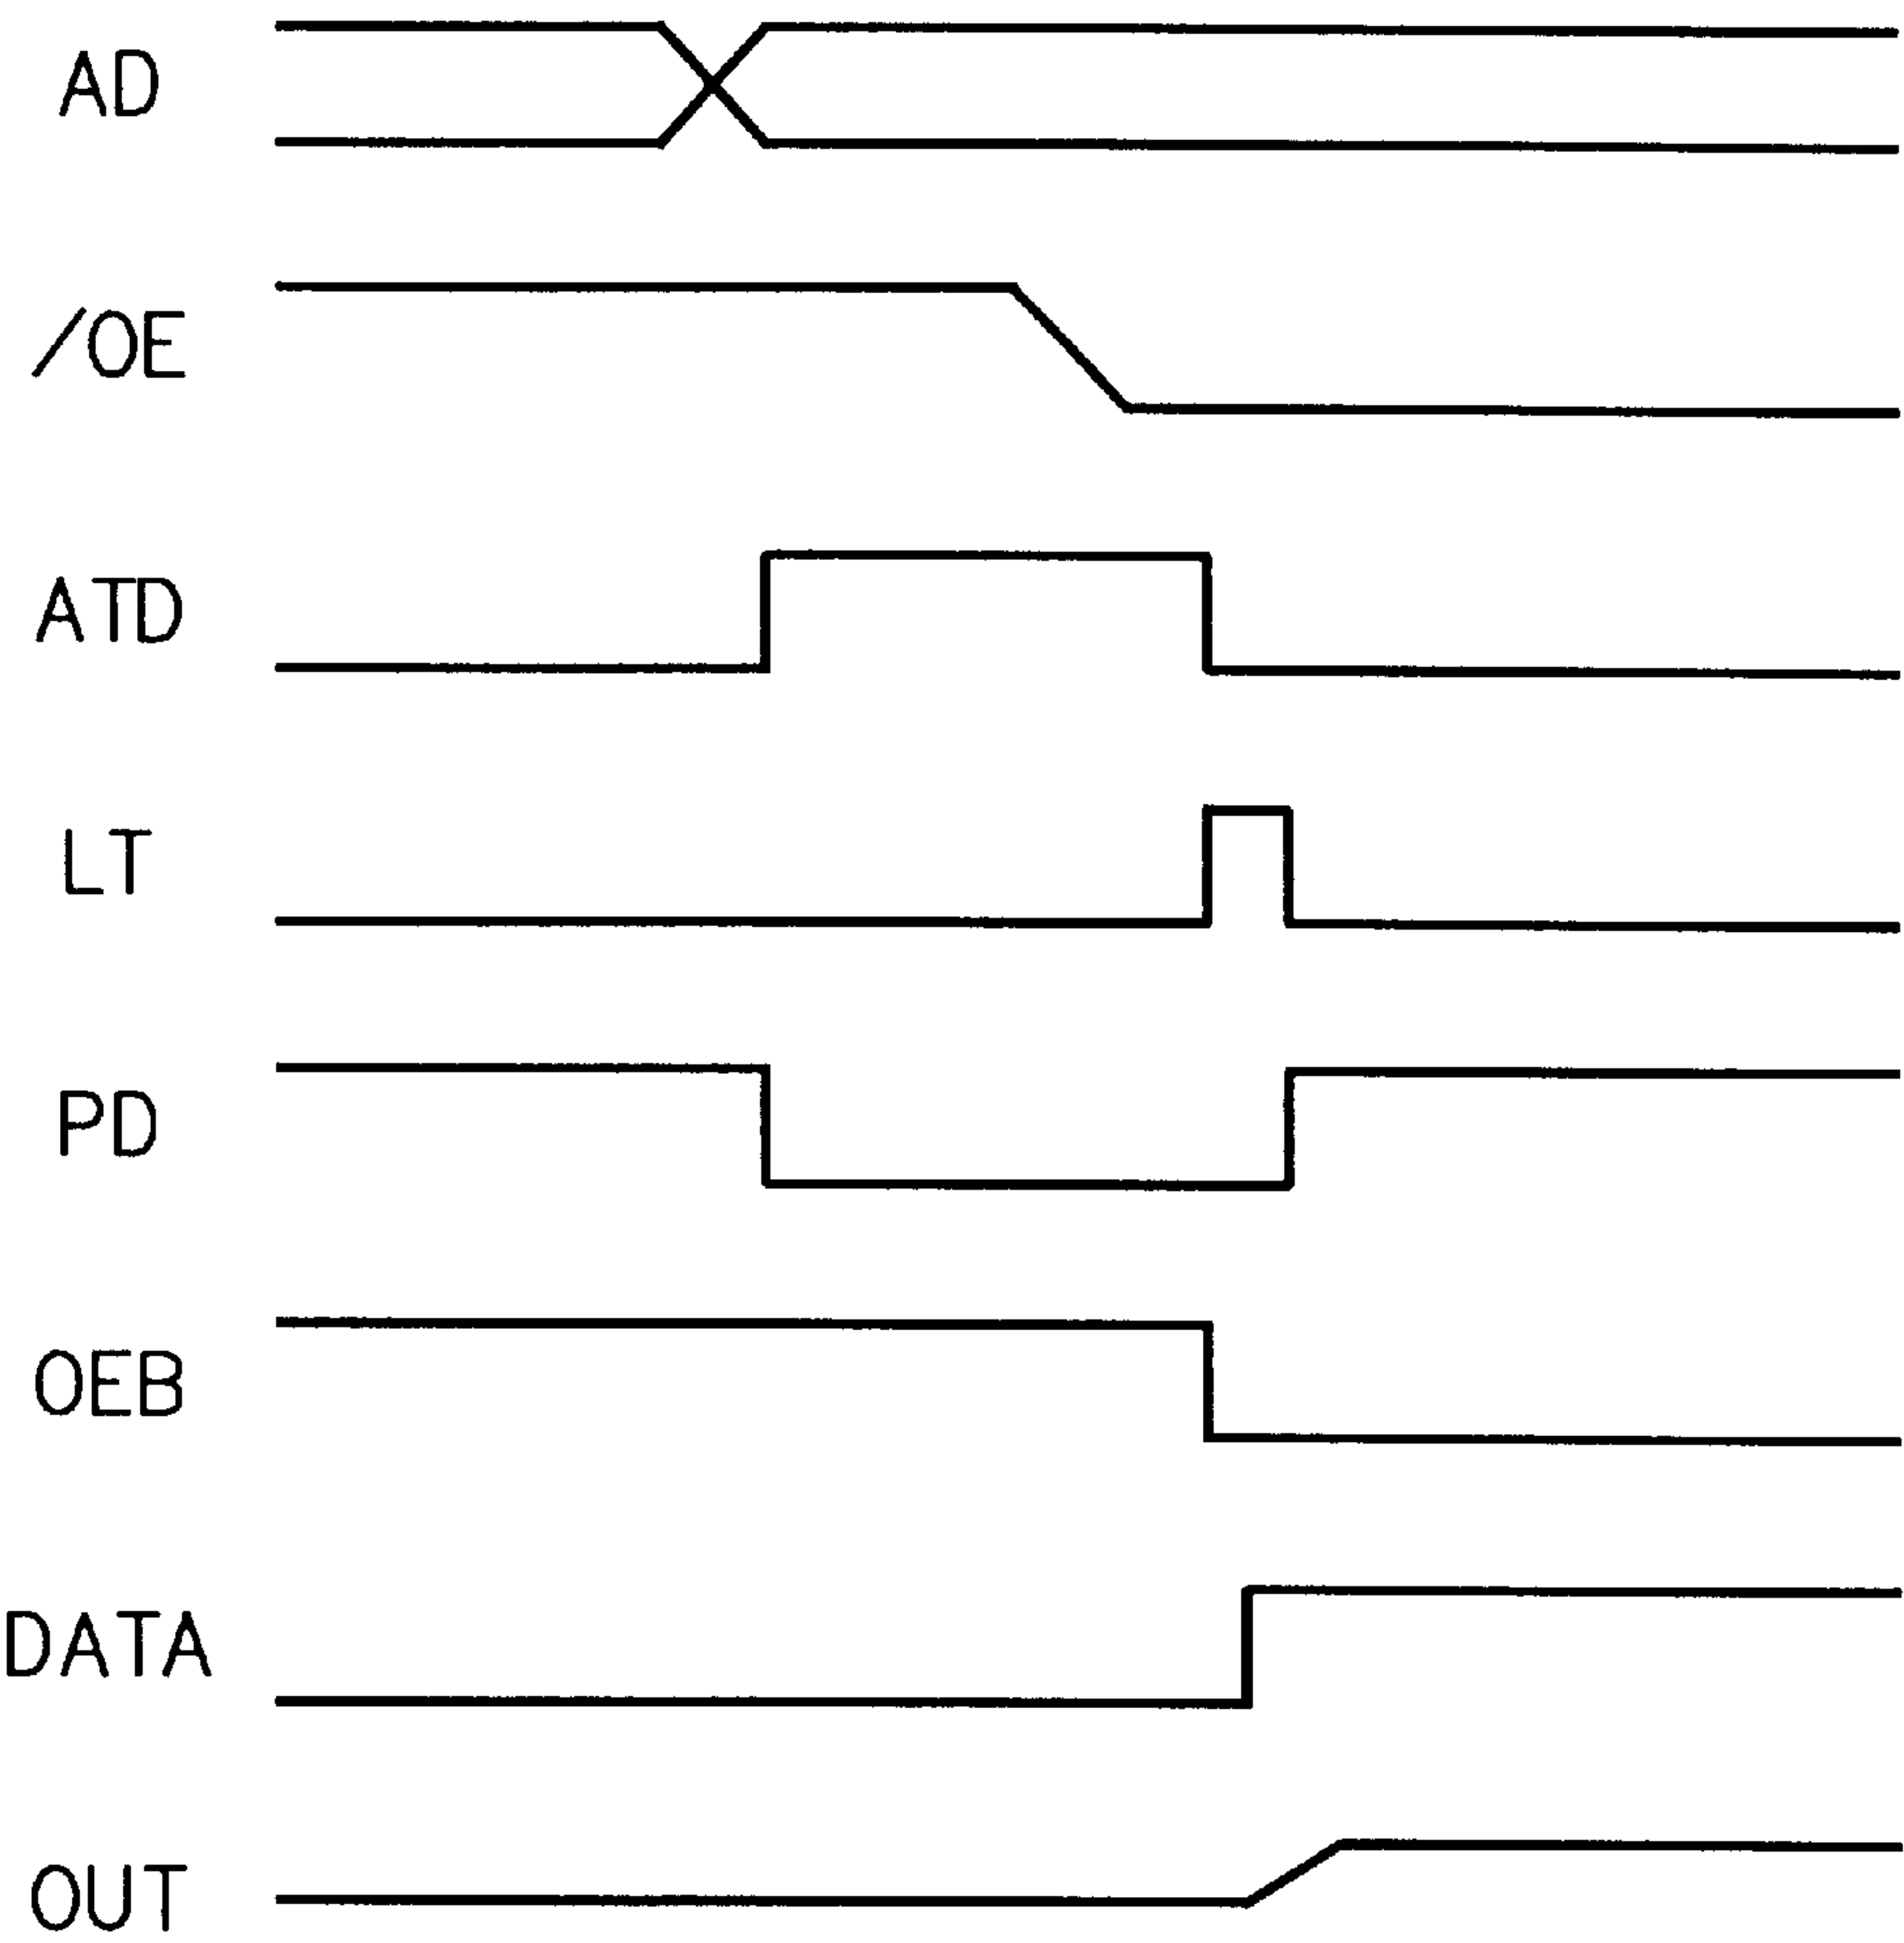 AD
/OE
ATD
LT
PD
OEB
DATA
OUT